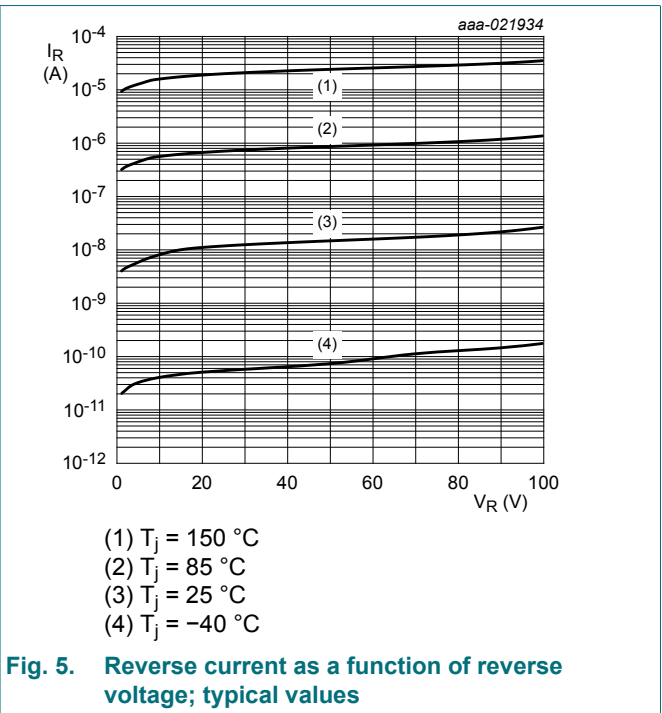 aaa-021934
I_R
(A)
10^-4
10^-5
10^-6
10^-7
10^-8
10^-9
10^-10
10^-11
10^-12
(1)
(2)
(3)
(4)
0 20 40 60 80 100
V_R (V)
(1) T_j = 150 °C
(2) T_j = 85 °C
(3) T_j = 25 °C
(4) T_j = −40 °C
Fig. 5. Reverse current as a function of reverse
voltage; typical values